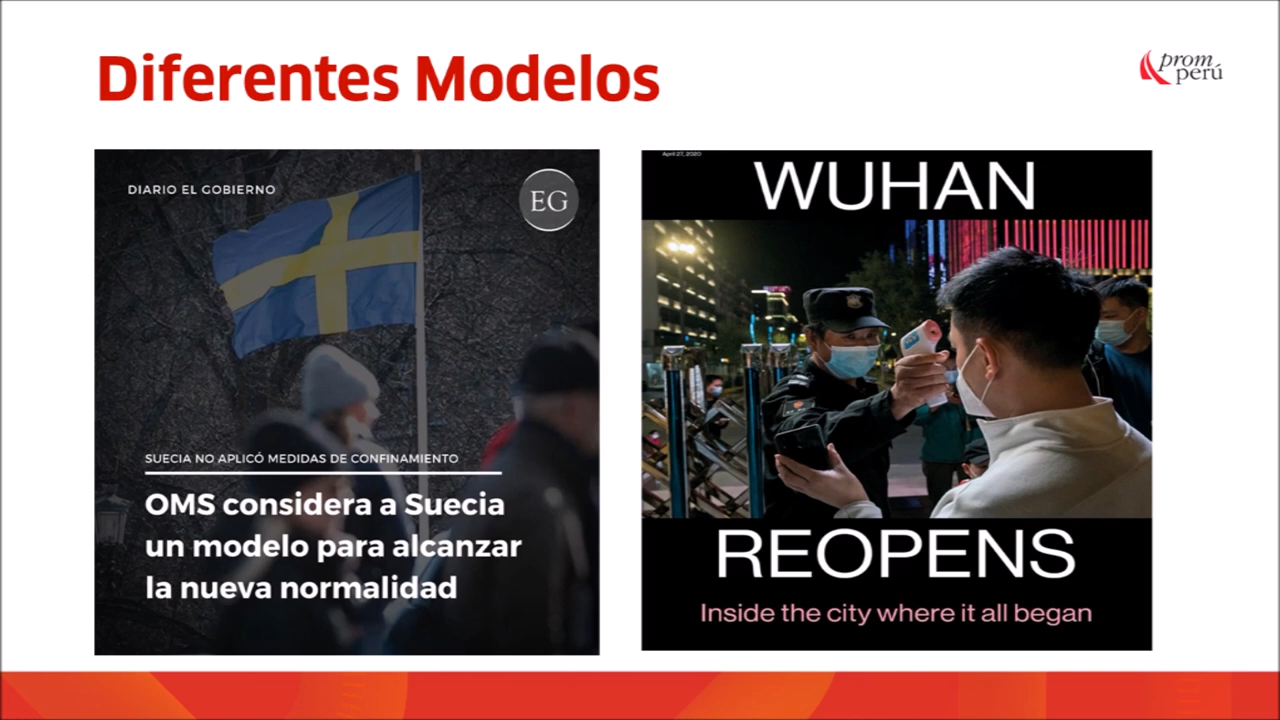 Diferentes Modelos
prom
perú
DIARIO EL GOBIERNO
EG
SUECIA NO APLICÓ MEDIDAS DE CONFINAMIENTO
OMS considera a Suecia
un modelo para alcanzar
la nueva normalidad
April 27, 2020
WUHAN
REOPENS
Inside the city where it all began